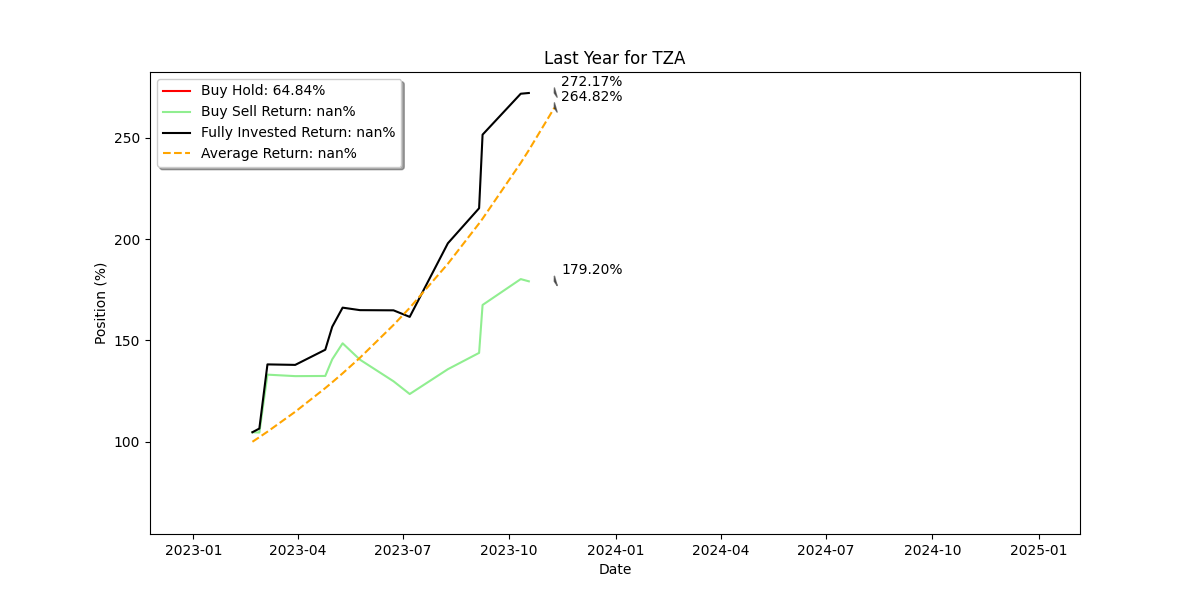 Last Year for TZA
Buy Hold: 64.84%
Buy Sell Return: nan%
Fully Invested Return: nan%
Average Return: nan%
272.17%
264.82%
179.20%
250
200
150
100
Position (%)
2023-01
2023-04
2023-07
2023-10
2024-01
2024-04
2024-07
2024-10
2025-01
Date